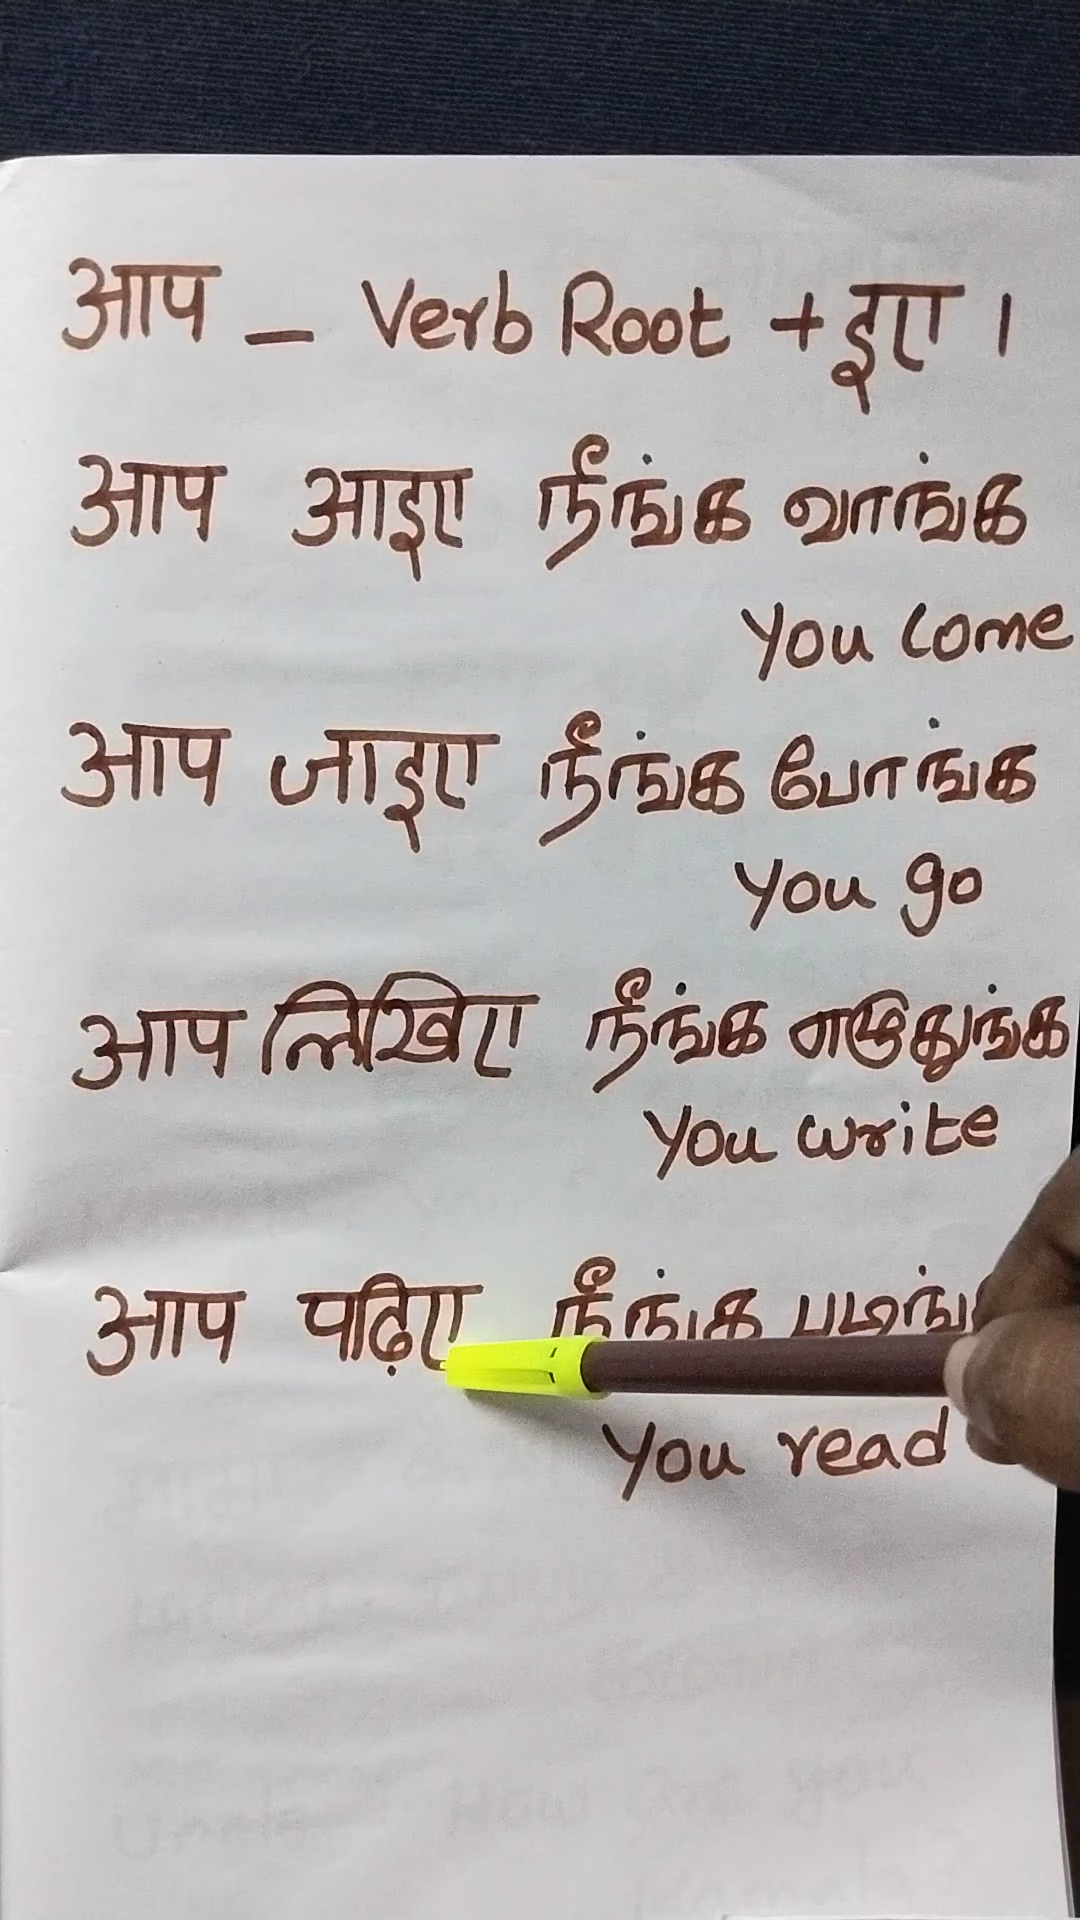 आप _ Verb Root + इए ।
आप आइए நீங்க வாங்க
You Come
आप जाइए நீங்க போங்க
You go
आप लिखिए நீங்க எழுதுங்க
You write
आप पढ़िए நீங்க
You read